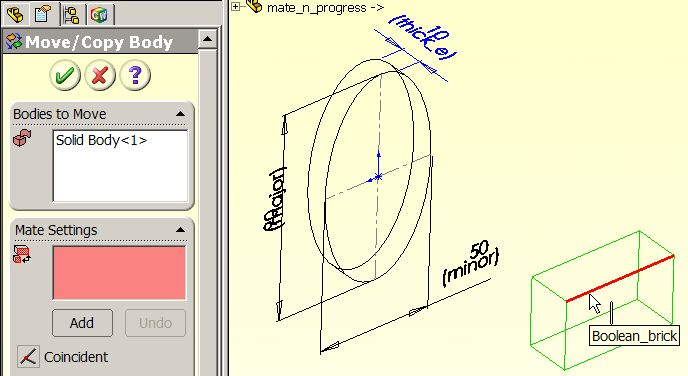 mate_n_progress ->
Move/Copy Body
Bodies to Move
Solid Body<1>
Mate Settings
Add
Undo
Coincident
10
(thick_e)
(Major)
50
(minor)
Boolean_brick